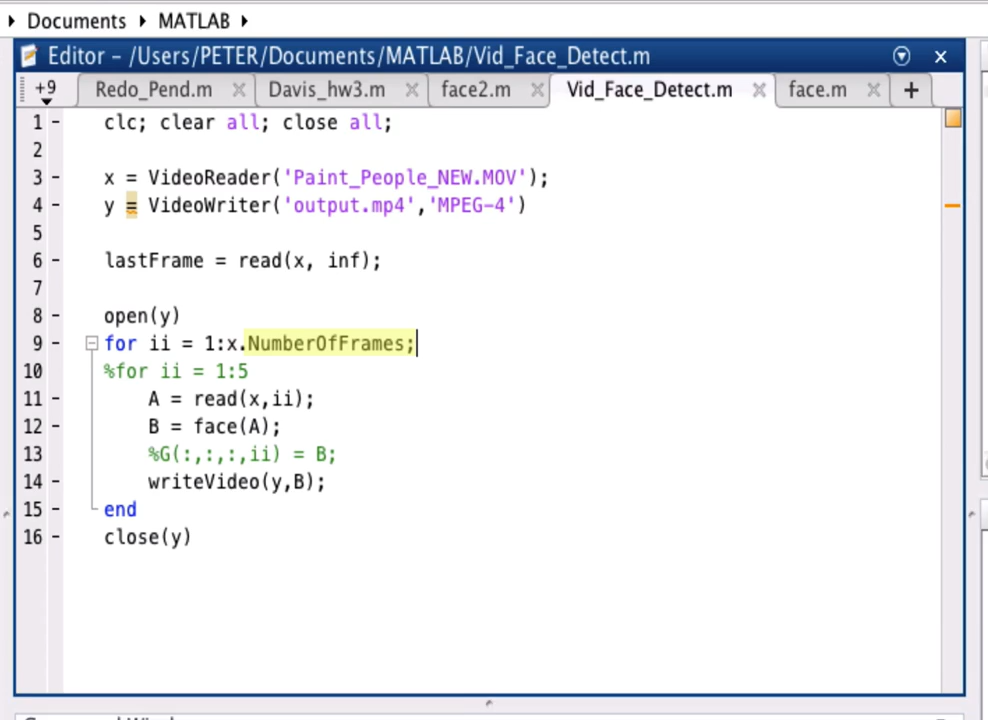 Documents MATLAB
Editor – /Users/PETER/Documents/MATLAB/Vid_Face_Detect.m
+9 Redo_Pend.m Davis_hw3.m face2.m Vid_Face_Detect.m face.m +
1 - clc; clear all; close all;
2
3 - x = VideoReader('Paint_People_NEW.MOV');
4 - y = VideoWriter('output.mp4','MPEG-4')
5
6 - lastFrame = read(x, inf);
7
8 - open(y)
9 - for ii = 1:x.NumberOfFrames;
10 %for ii = 1:5
11 - A = read(x,ii);
12 - B = face(A);
13 %G(:,:,:,ii) = B;
14 - writeVideo(y,B);
15 - end
16 - close(y)